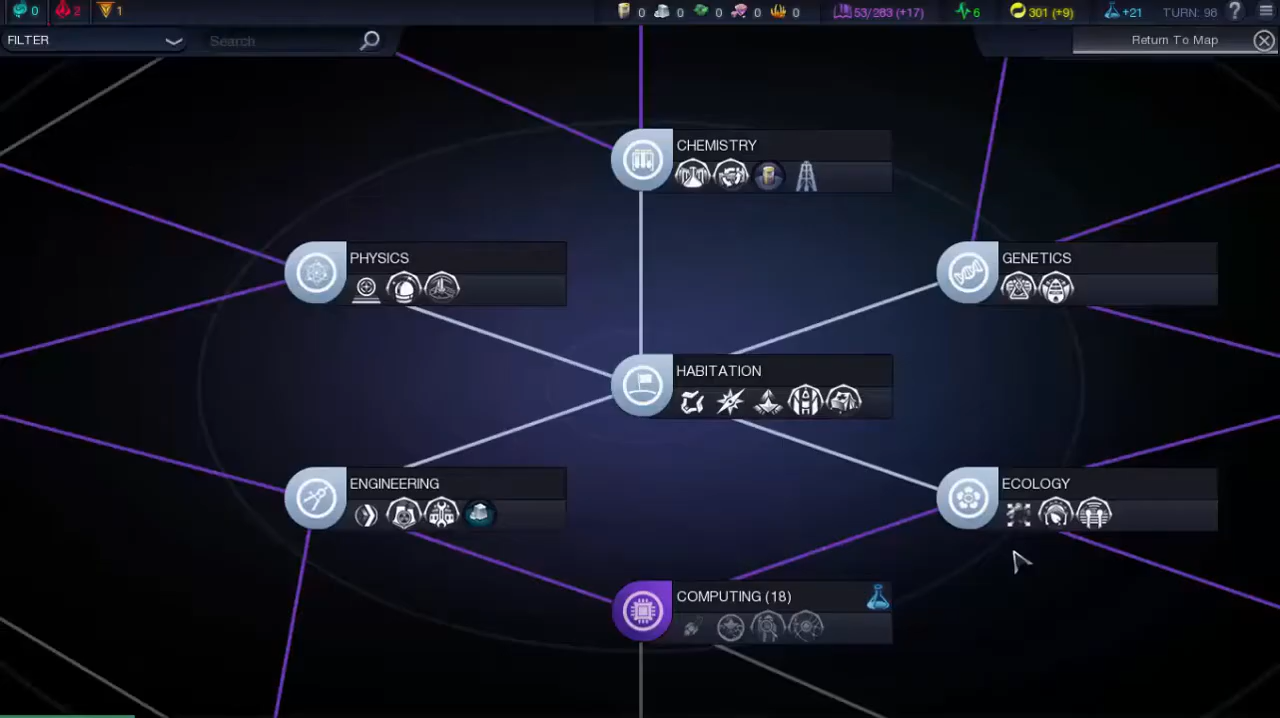 0 2 1 0 0 0 0 0 53/283 (+17) 6 301 (+9) +21 TURN: 96 ?
FILTER Search Return To Map
CHEMISTRY
PHYSICS
GENETICS
HABITATION
ENGINEERING
ECOLOGY
COMPUTING (18)